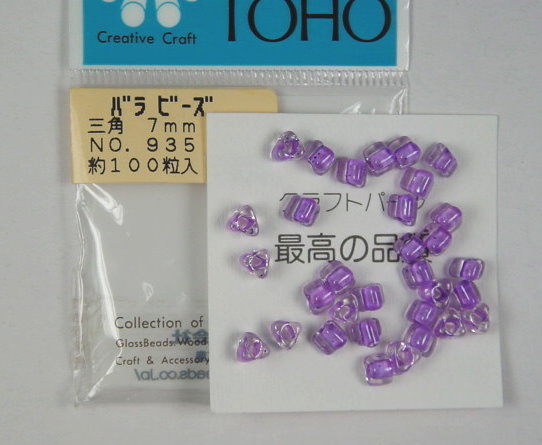 TOHO
Creative Craft
バラ ビーズ
三角 7mm
NO. 935
約100粒入
クラフトパーツ
最高の品質
Collection of
GlassBeads. Wood
Craft & Accessory